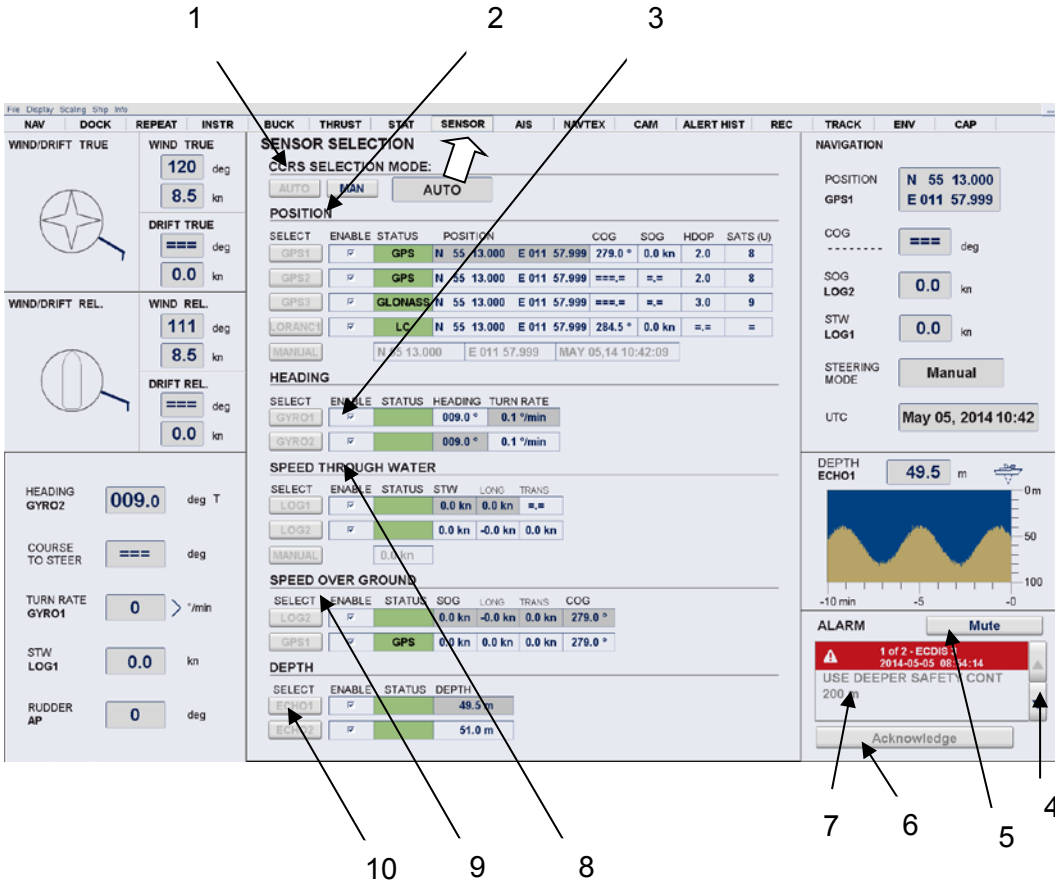 1 2 3
File Display Scaling Ship Info
NAV DOCK REPEAT INSTR BUCK THRUST STAT SENSOR AIS NAVTEX CAM ALERT HIST REC TRACK ENV CAP
WIND/DRIFT TRUE
WIND TRUE
120 deg
8.5 kn
DRIFT TRUE
=== deg
0.0 kn
WIND/DRIFT REL.
WIND REL.
111 deg
8.5 kn
DRIFT REL.
=== deg
0.0 kn
HEADING
GYRO2
009.0 deg T
COURSE
TO STEER
=== deg
TURN RATE
GYRO1
0 °/min
STW
LOG1
0.0 kn
RUDDER
AP
0 deg
SENSOR SELECTION
CCRS SELECTION MODE:
AUTO MAN AUTO
POSITION
SELECT ENABLE STATUS POSITION COG SOG HDOP SATS (U)
GPS1 GPS N 55 13.000 E 011 57.999 279.0 ° 0.0 kn 2.0 8
GPS2 GPS N 55 13.000 E 011 57.999 ===.= =.= 2.0 8
GPS3 GLONASS N 55 13.000 E 011 57.999 ===.= =.= 3.0 9
LORANC1 LC N 55 13.000 E 011 57.999 284.5 ° 0.0 kn =.= =
MANUAL N 55 13.000 E 011 57.999 MAY 05,14 10:42:09
HEADING
SELECT ENABLE STATUS HEADING TURN RATE
GYRO1 009.0 ° 0.1 °/min
GYRO2 009.0 ° 0.1 °/min
SPEED THROUGH WATER
SELECT ENABLE STATUS STW LONG TRANS
LOG1 0.0 kn 0.0 kn =.=
LOG2 0.0 kn -0.0 kn 0.0 kn
MANUAL 0.0 kn
SPEED OVER GROUND
SELECT ENABLE STATUS SOG LONG TRANS COG
LOG2 0.0 kn -0.0 kn 0.0 kn 279.0 °
GPS1 GPS 0.0 kn 0.0 kn 0.0 kn 279.0 °
DEPTH
SELECT ENABLE STATUS DEPTH
ECHO1 49.5 m
ECHO2 51.0 m
NAVIGATION
POSITION
GPS1
N 55 13.000
E 011 57.999
COG
-------
=== deg
SOG
LOG2
0.0 kn
STW
LOG1
0.0 kn
STEERING
MODE
Manual
UTC May 05, 2014 10:42
DEPTH
ECHO1
49.5 m
0m
50
100
-10 min -5 -0
ALARM Mute
1 of 2 - ECDIS
2014-05-05 08:54:14
USE DEEPER SAFETY CONT
200 m
Acknowledge
4
7 6 5
10 9 8